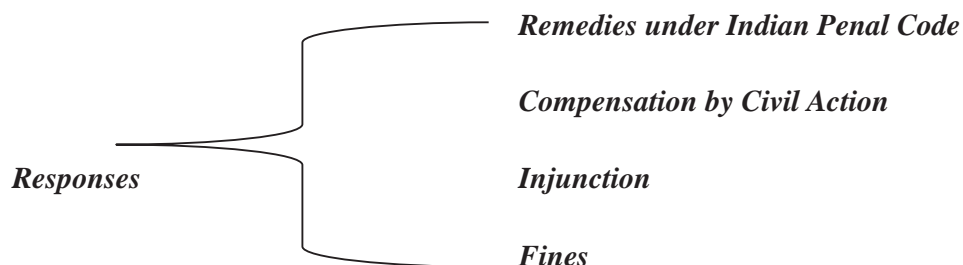 Remedies under Indian Penal Code
Compensation by Civil Action
Responses
Injunction
Fines